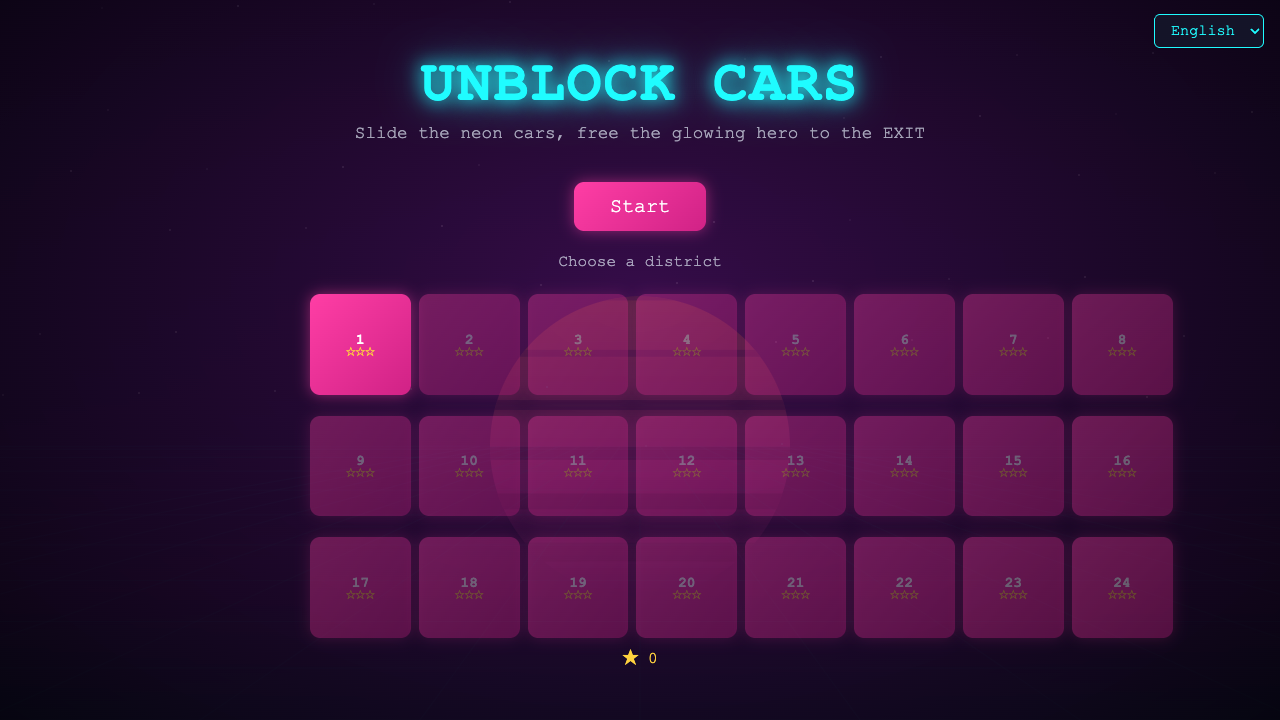 English
UNBLOCK CARS
Slide the neon cars, free the glowing hero to the EXIT
Start
Choose a district
1 2 3 4 5 6 7 8
☆☆☆ ☆☆☆ ☆☆☆ ☆☆☆ ☆☆☆ ☆☆☆ ☆☆☆ ☆☆☆
9 10 11 12 13 14 15 16
☆☆☆ ☆☆☆ ☆☆☆ ☆☆☆ ☆☆☆ ☆☆☆ ☆☆☆ ☆☆☆
17 18 19 20 21 22 23 24
☆☆☆ ☆☆☆ ☆☆☆ ☆☆☆ ☆☆☆ ☆☆☆ ☆☆☆ ☆☆☆
★ 0